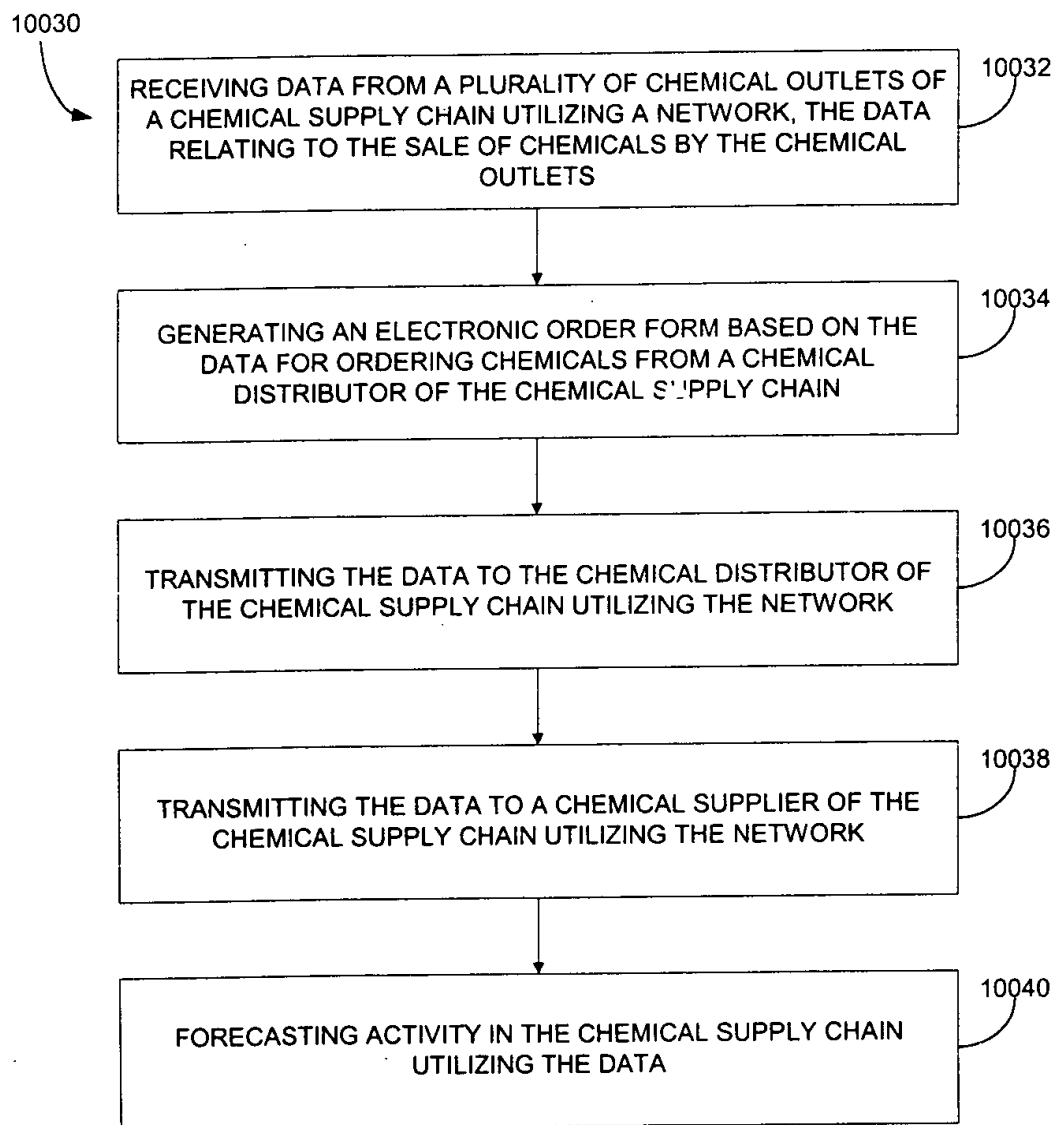 10030
10032
RECEIVING DATA FROM A PLURALITY OF CHEMICAL OUTLETS OF
A CHEMICAL SUPPLY CHAIN UTILIZING A NETWORK, THE DATA
RELATING TO THE SALE OF CHEMICALS BY THE CHEMICAL
OUTLETS
10034
GENERATING AN ELECTRONIC ORDER FORM BASED ON THE
DATA FOR ORDERING CHEMICALS FROM A CHEMICAL
DISTRIBUTOR OF THE CHEMICAL SUPPLY CHAIN
10036
TRANSMITTING THE DATA TO THE CHEMICAL DISTRIBUTOR OF
THE CHEMICAL SUPPLY CHAIN UTILIZING THE NETWORK
10038
TRANSMITTING THE DATA TO A CHEMICAL SUPPLIER OF THE
CHEMICAL SUPPLY CHAIN UTILIZING THE NETWORK
10040
FORECASTING ACTIVITY IN THE CHEMICAL SUPPLY CHAIN
UTILIZING THE DATA